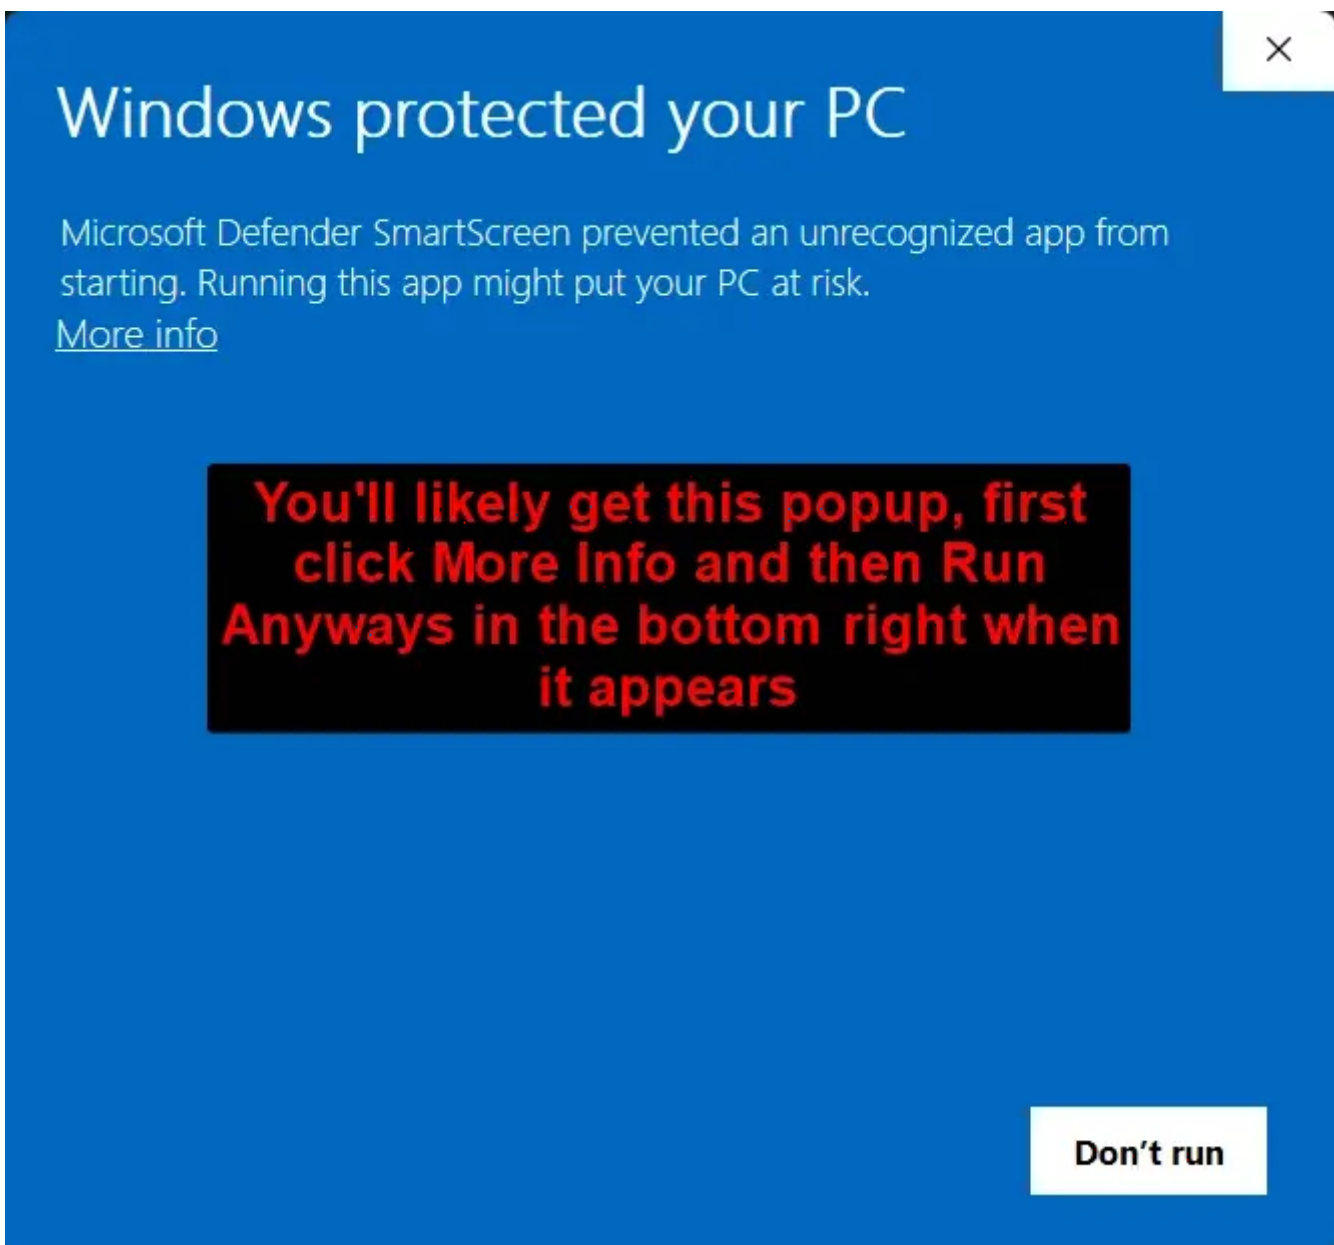 Windows protected your PC
Microsoft Defender SmartScreen prevented an unrecognized app from
starting. Running this app might put your PC at risk.
More info
You'll likely get this popup, first
click More Info and then Run
Anyways in the bottom right when
it appears
Don't run